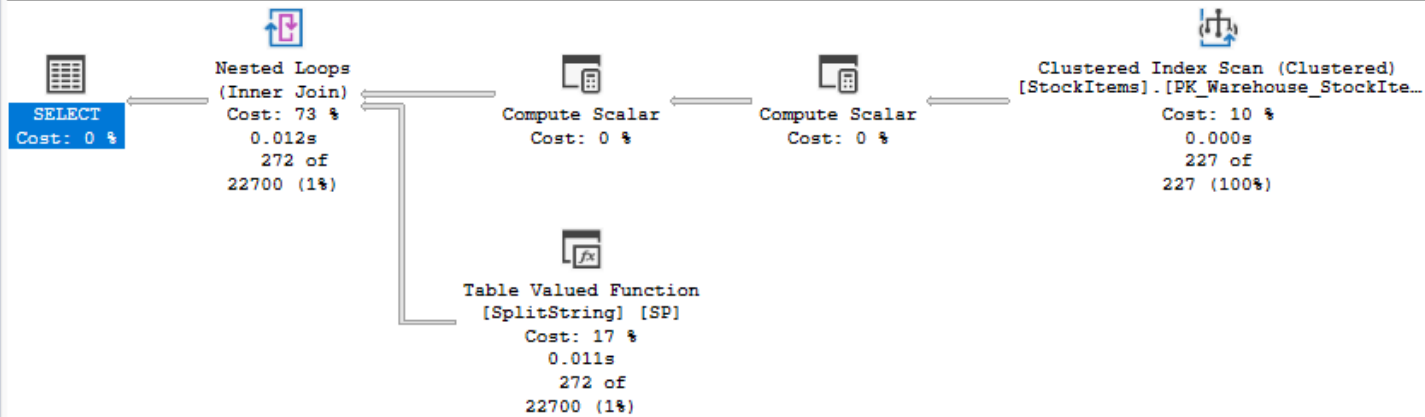 SELECT
Cost: 0 %
Nested Loops
(Inner Join)
Cost: 73 %
0.012s
272 of
22700 (1%)
Compute Scalar
Cost: 0 %
Compute Scalar
Cost: 0 %
Clustered Index Scan (Clustered)
[StockItems].[PK_Warehouse_StockIte…
Cost: 10 %
0.000s
227 of
227 (100%)
fx
Table Valued Function
[SplitString] [SP]
Cost: 17 %
0.011s
272 of
22700 (1%)